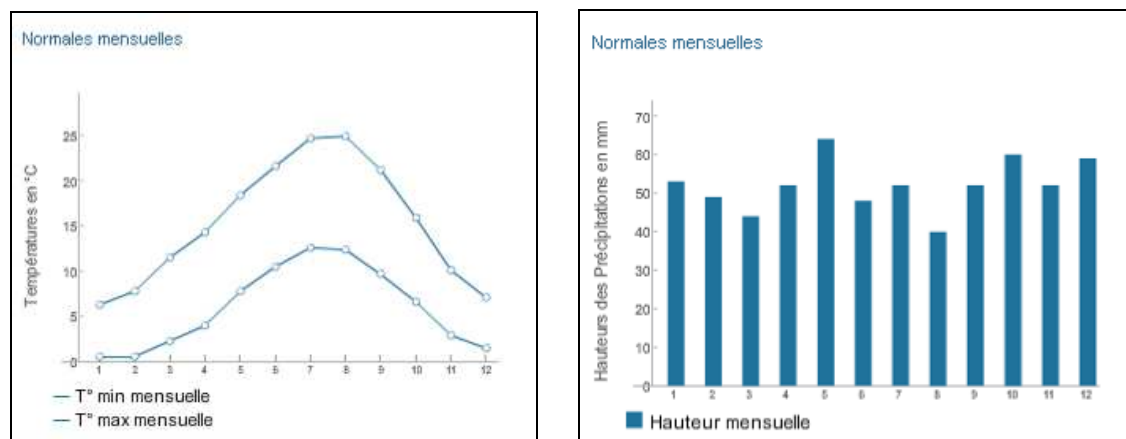 Normales mensuelles
Températures en °C
25
20
15
10
5
0
1 2 3 4 5 6 7 8 9 10 11 12
T° min mensuelle
T° max mensuelle
Normales mensuelles
Hauteurs des Précipitations en mm
70
60
50
40
30
20
10
0
1 2 3 4 5 6 7 8 9 10 11 12
Hauteur mensuelle